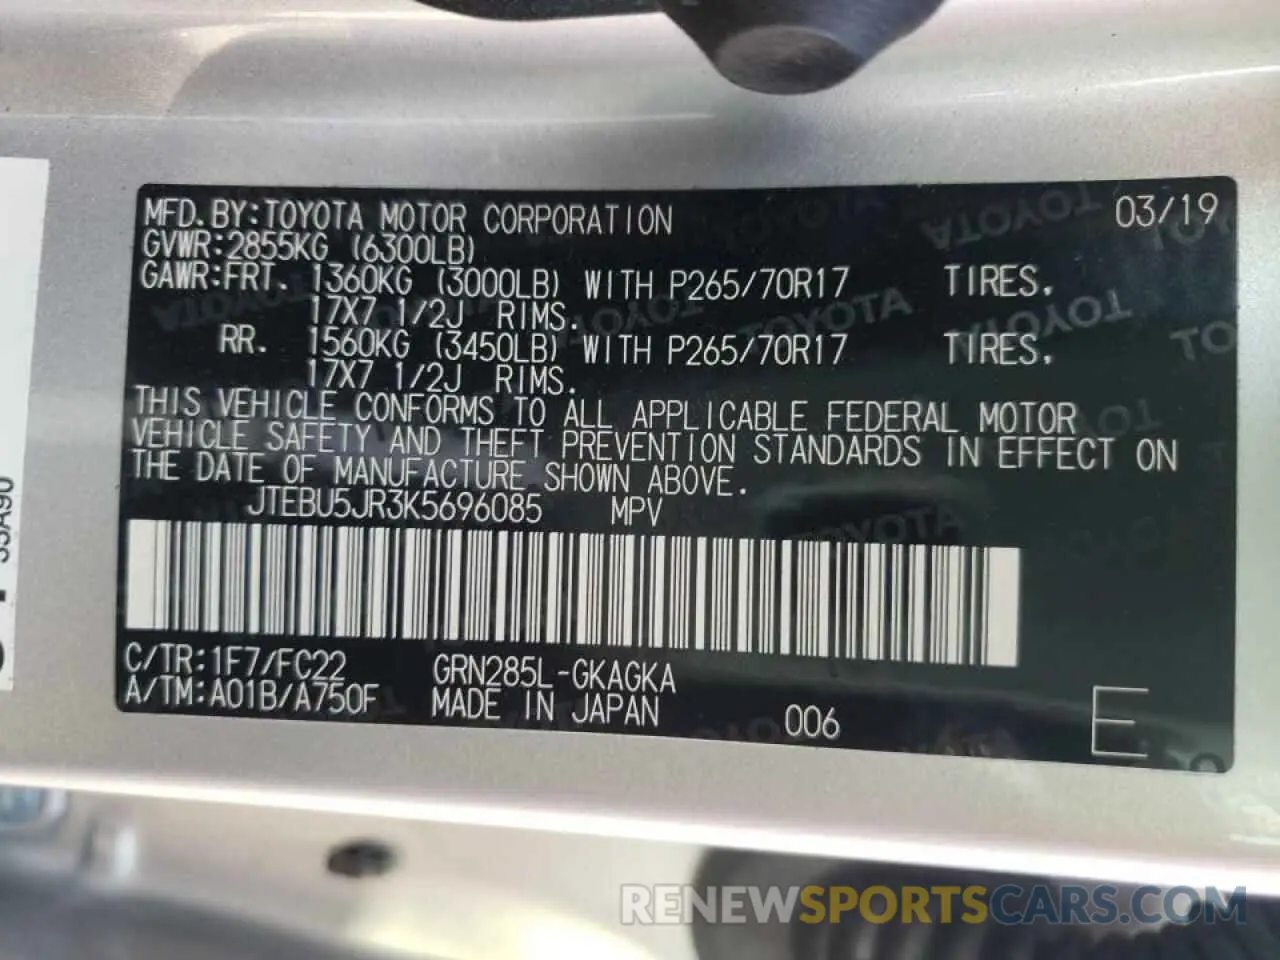 MFD.BY:TOYOTA MOTOR CORPORATION 03/19
GVWR:2855KG (6300LB)
GAWR:FRT. 1360KG (3000LB) WITH P265/70R17 TIRES.
17X7 1/2J RIMS.
RR. 1560KG (3450LB) WITH P265/70R17 TIRES.
17X7 1/2J RIMS.
THIS VEHICLE CONFORMS TO ALL APPLICABLE FEDERAL MOTOR
VEHICLE SAFETY AND THEFT PREVENTION STANDARDS IN EFFECT ON
THE DATE OF MANUFACTURE SHOWN ABOVE.
JTEBU5JR3K5696085 MPV
C/TR:1F7/FC22 GRN285L-GKAGKA
A/TM:A01B/A750F MADE IN JAPAN 006 E
35A90
RENEWSPORTSCARS.COM